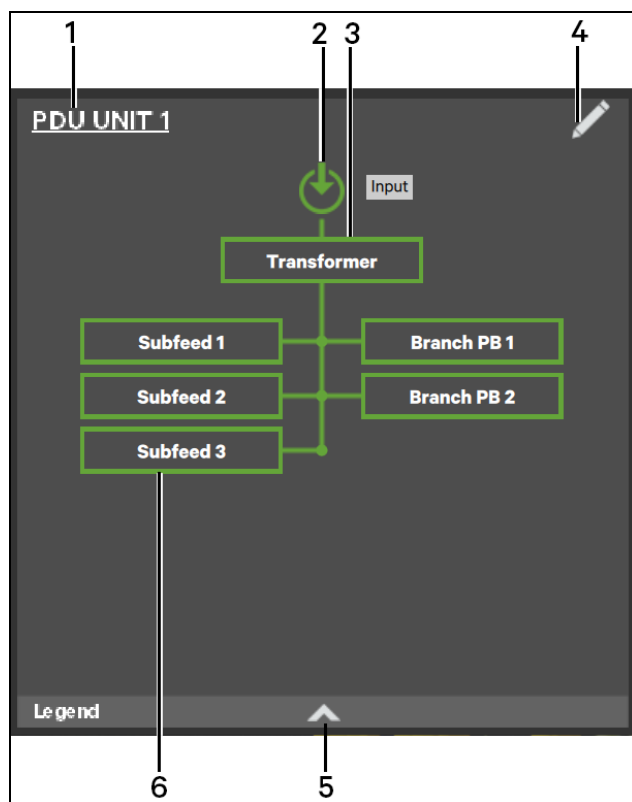 1 2 3 4
PDU UNIT 1
Input
Transformer
Subfeed 1 Branch PB 1
Subfeed 2 Branch PB 2
Subfeed 3
Legend
6 5